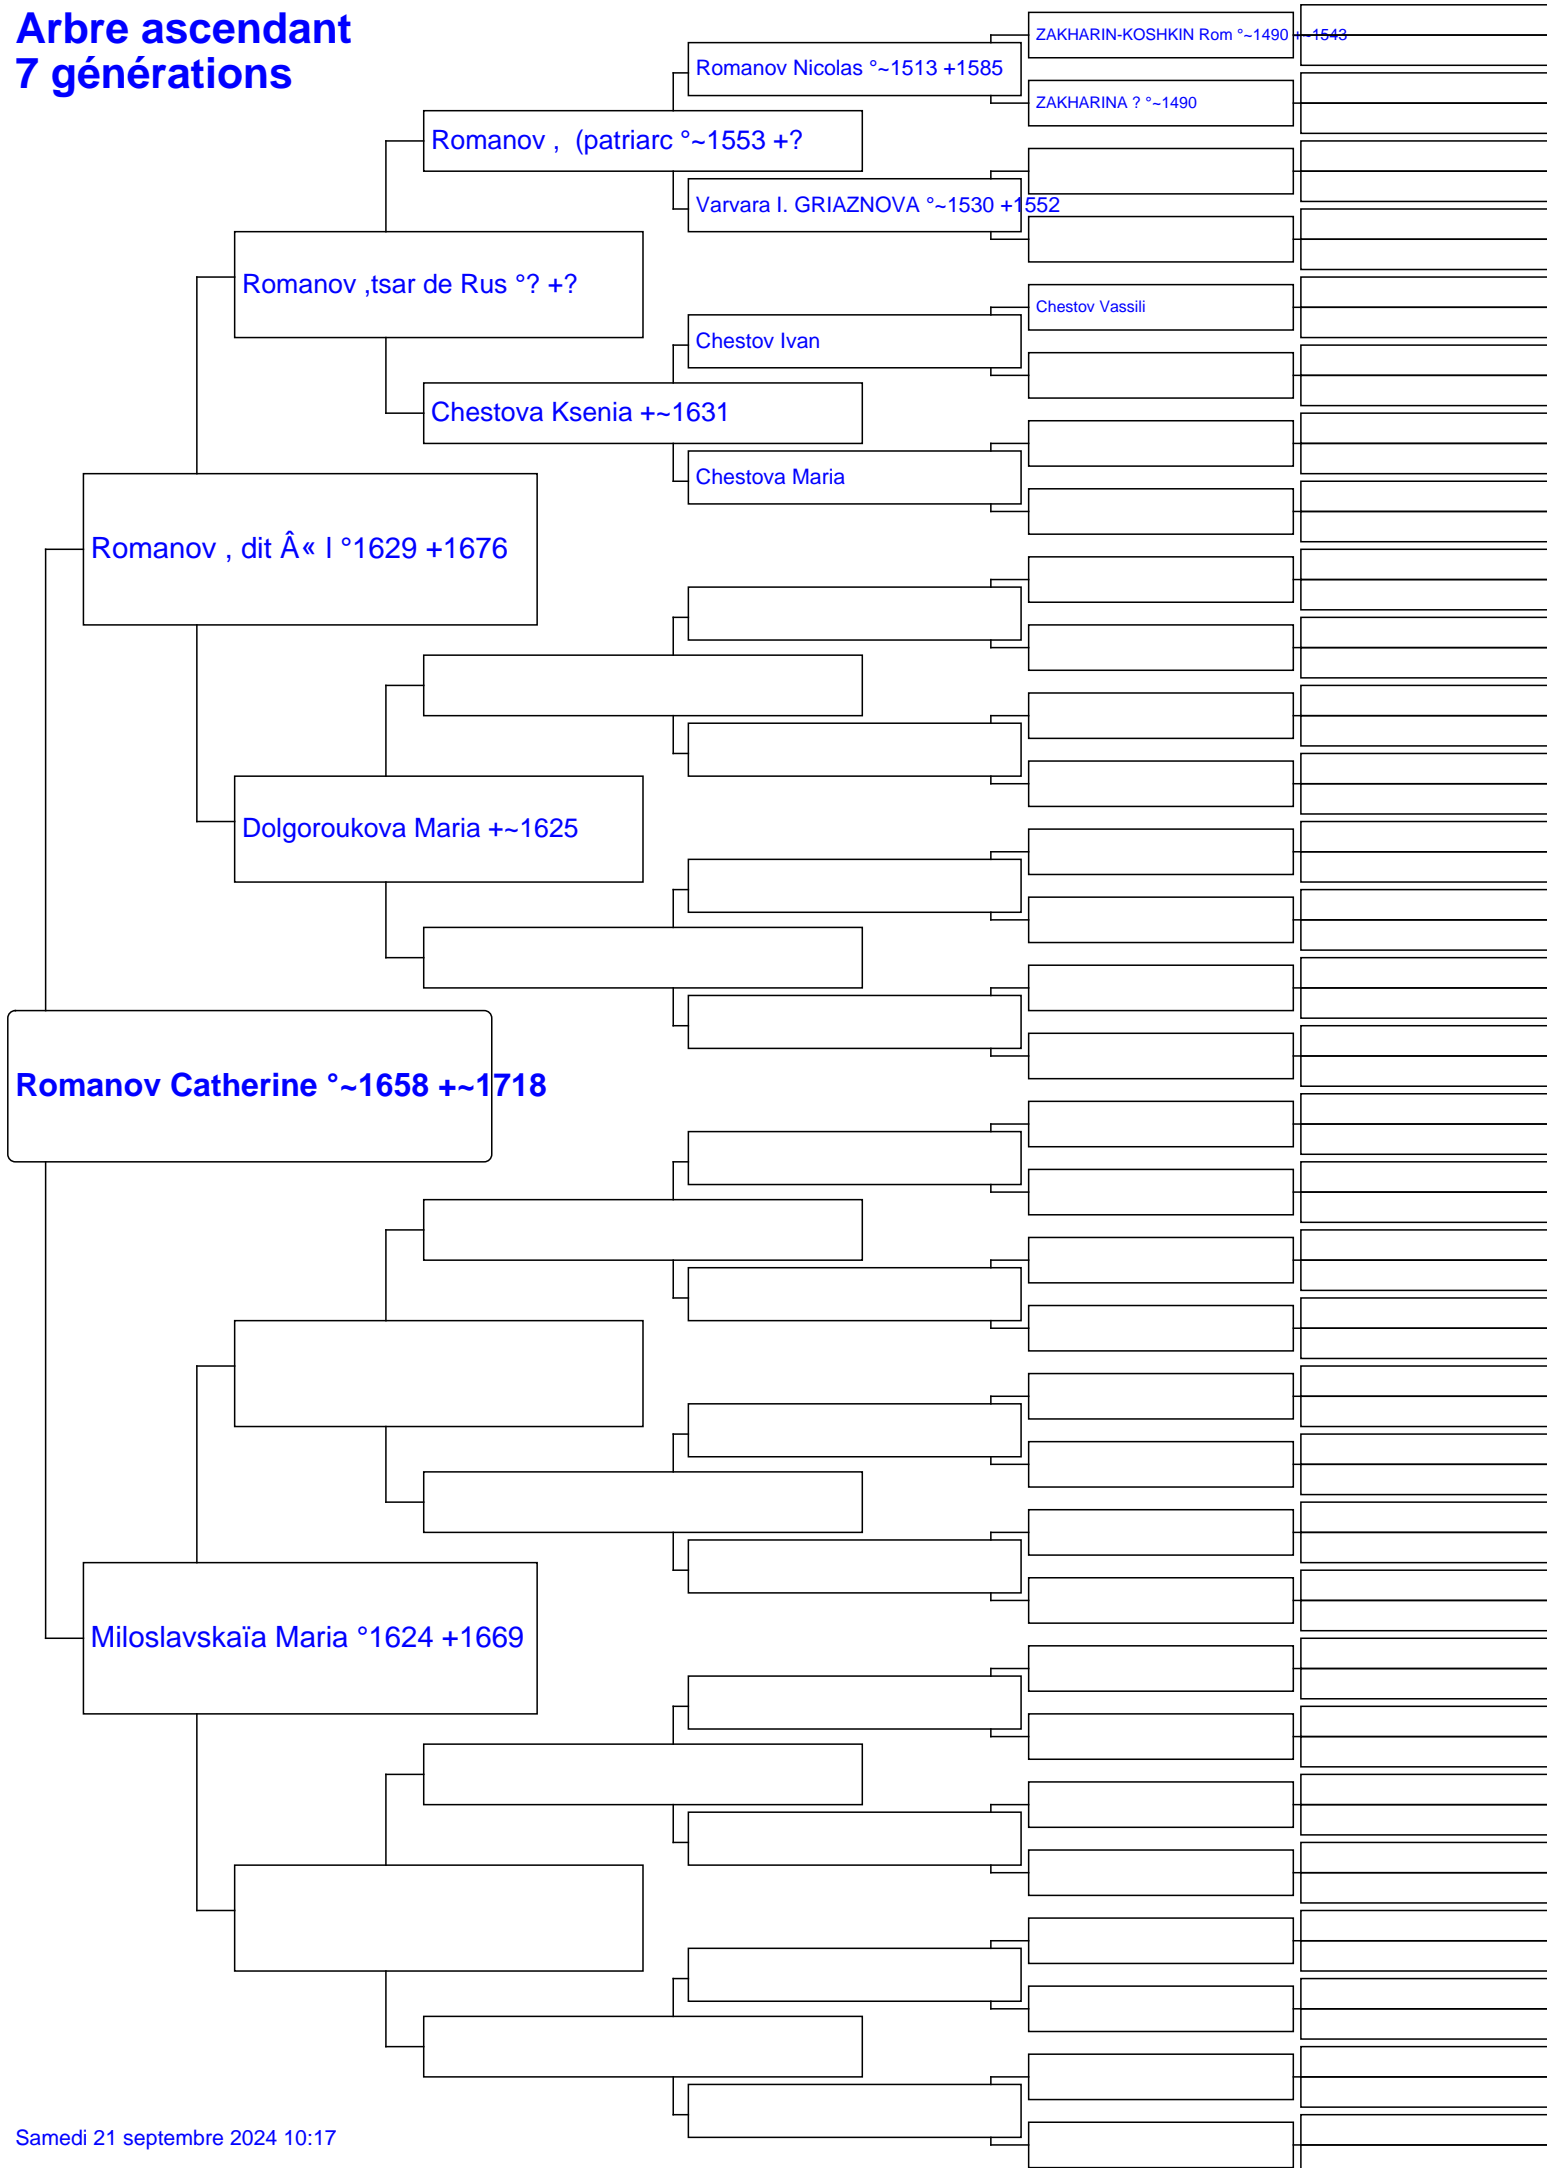 Arbre ascendant
7 générations
ZAKHARIN-KOSHKIN Rom °~1490 +~1543
Romanov Nicolas °~1513 +1585
ZAKHARINA ? °~1490
Romanov ,  (patriarc °~1553 +?
Varvara I. GRIAZNOVA °~1530 +1552
Romanov ,tsar de Rus °? +?
Chestov Vassili
Chestov Ivan
Chestova Ksenia +~1631
Chestova Maria
Romanov , dit Â« l °1629 +1676
Dolgoroukova Maria +~1625
Romanov Catherine °~1658 +~1718
Miloslavskaïa Maria °1624 +1669
Samedi 21 septembre 2024 10:17